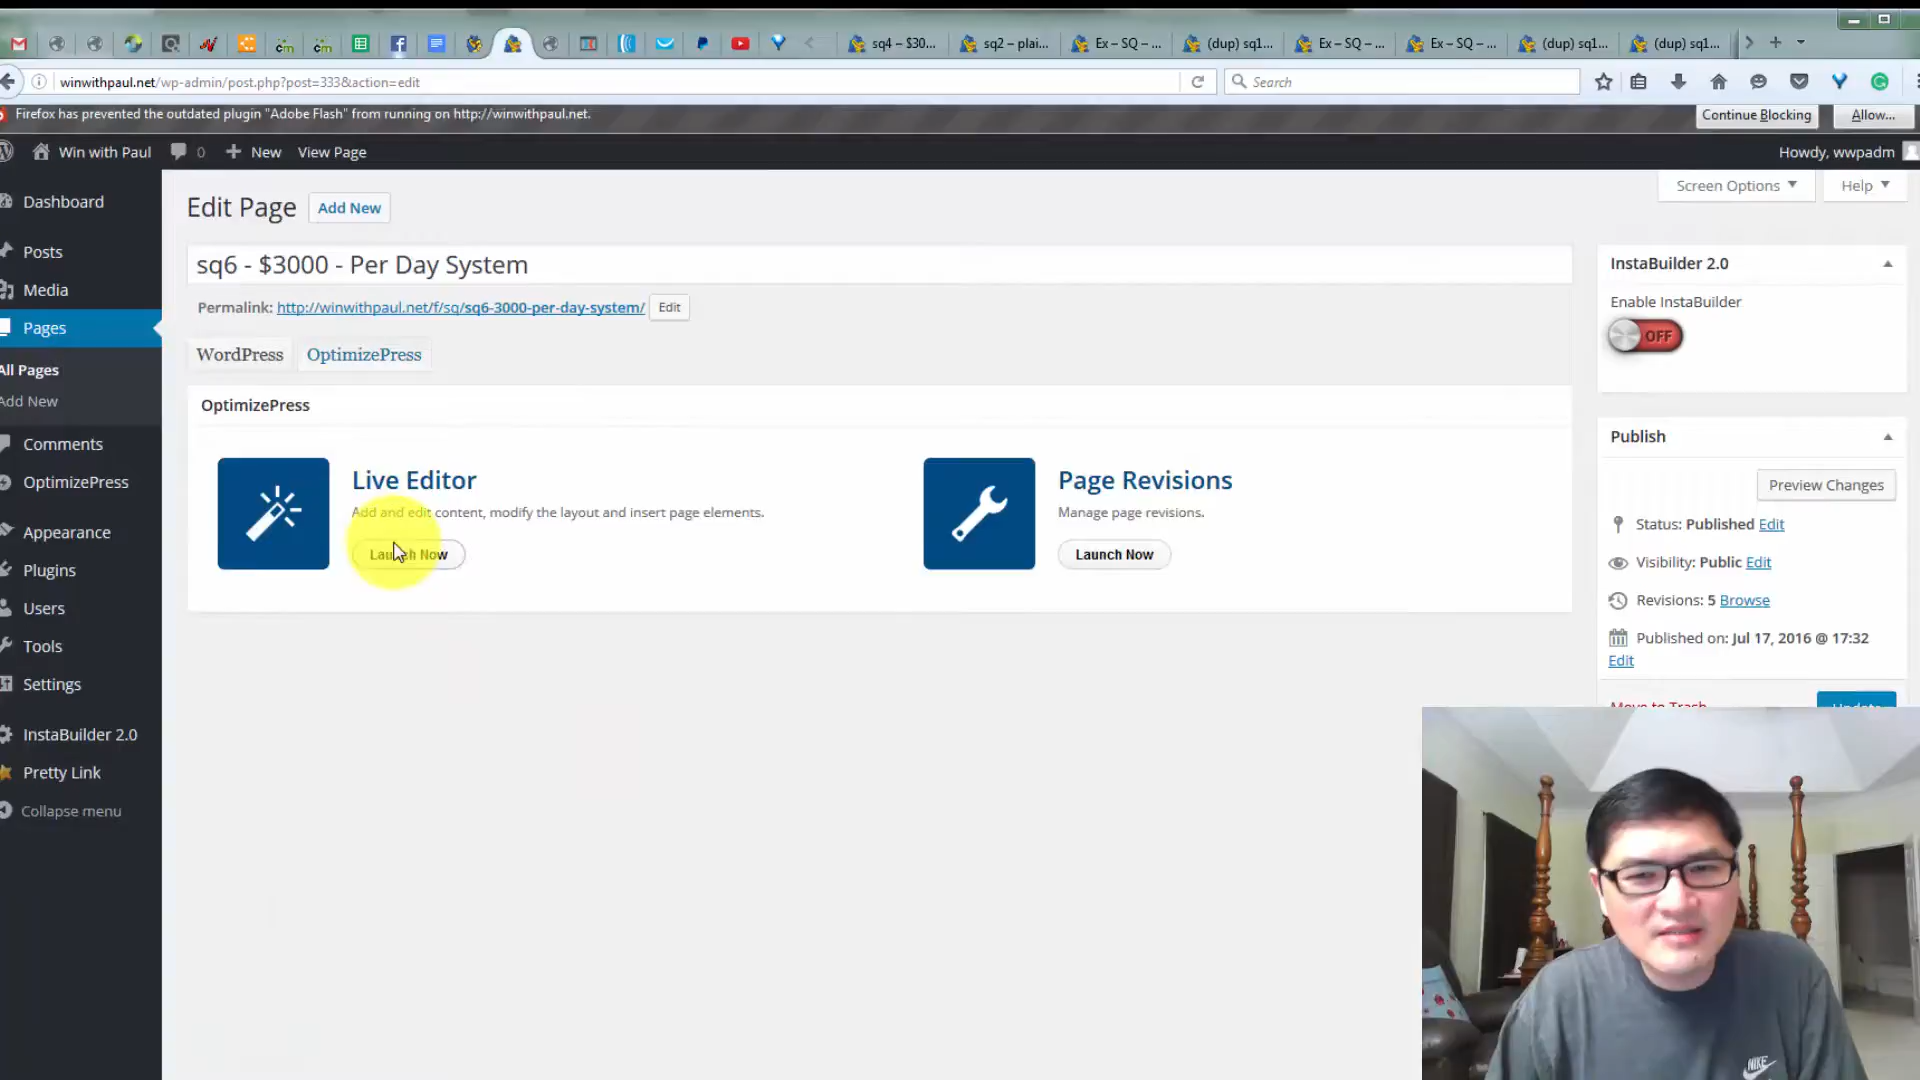 sq4 – $30...
sq2 – plai...
Ex – SQ – ...
(dup) sq1...
Ex – SQ – ...
Ex – SQ – ...
(dup) sq1...
(dup) sq1...
winwithpaul.net/wp-admin/post.php?post=333&action=edit
Search
Firefox has prevented the outdated plugin "Adobe Flash" from running on http://winwithpaul.net.
Continue Blocking
Allow...
Win with Paul
0
New
View Page
Howdy, wwpadm
Screen Options
Help
Dashboard
Posts
Media
Pages
All Pages
Add New
Comments
OptimizePress
Appearance
Plugins
Users
Tools
Settings
InstaBuilder 2.0
Pretty Link
Collapse menu
Edit Page
Add New
sq6 - $3000 - Per Day System
Permalink: http://winwithpaul.net/f/sq/sq6-3000-per-day-system/
Edit
WordPress
OptimizePress
OptimizePress
Live Editor
Add and edit content, modify the layout and insert page elements.
Launch Now
Page Revisions
Manage page revisions.
Launch Now
InstaBuilder 2.0
Enable InstaBuilder
OFF
Publish
Preview Changes
Status: Published Edit
Visibility: Public Edit
Revisions: 5 Browse
Published on: Jul 17, 2016 @ 17:32
Edit
Move to Trash
Update
NIKE